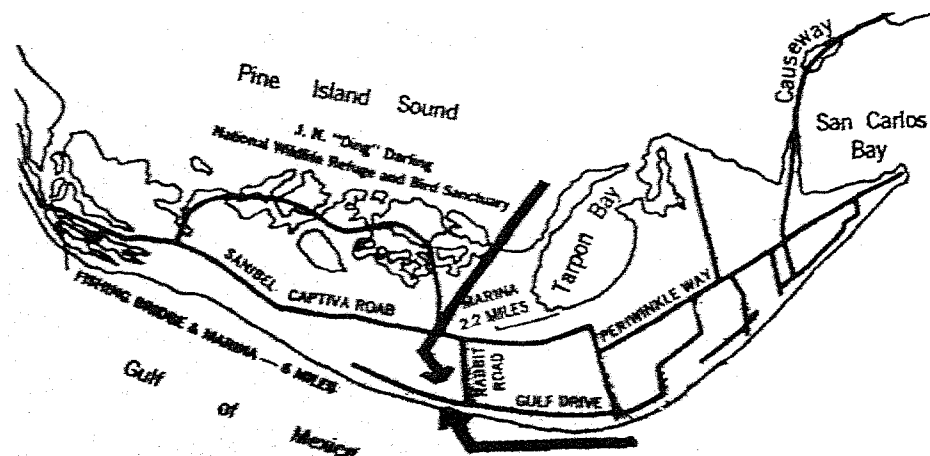 Causeway
Pine Island Sound
San Carlos
Bay
J. N. "Ding" Darling
National Wildlife Refuge and Bird Sanctuary
Tarpon Bay
SANIBEL CAPTIVA ROAD
MARINA
2.2 MILES
PERIWINKLE WAY
FISHING BRIDGE & MARINA — 6 MILES
RABBIT
ROAD
GULF DRIVE
Gulf
of
Mexico